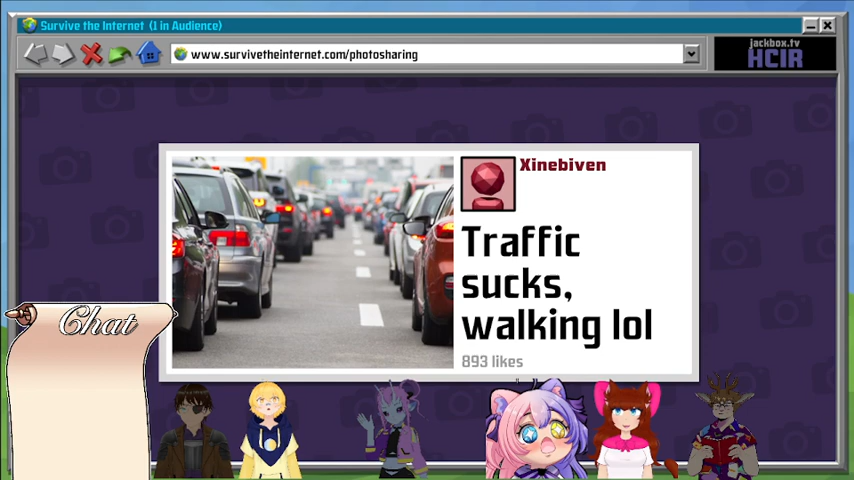 Survive the Internet (1 in Audience)
www.survivetheinternet.com/photosharing
jackbox.tv
HCIR
Xinebiven
Traffic
sucks,
walking lol
893 likes
Chat